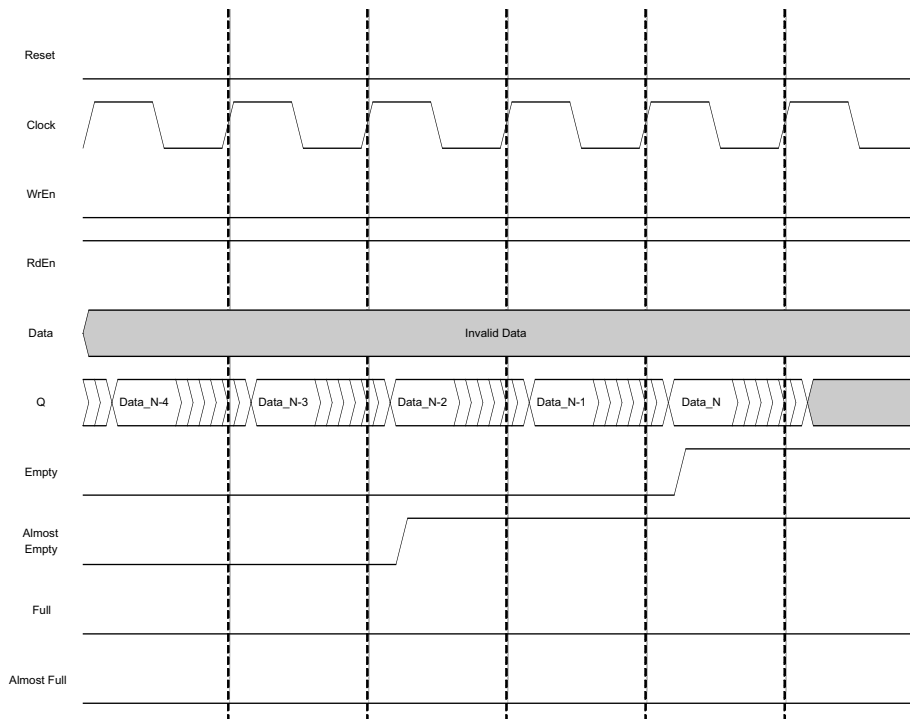 Reset
Clock
WrEn
RdEn
Data
Invalid Data
Q
Data_N-4
Data_N-3
Data_N-2
Data_N-1
Data_N
Empty
Almost
Empty
Full
Almost Full